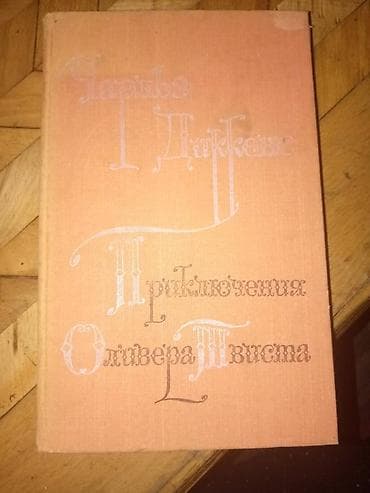 Чарльз
Диккенс
Приключения
Оливера Твиста